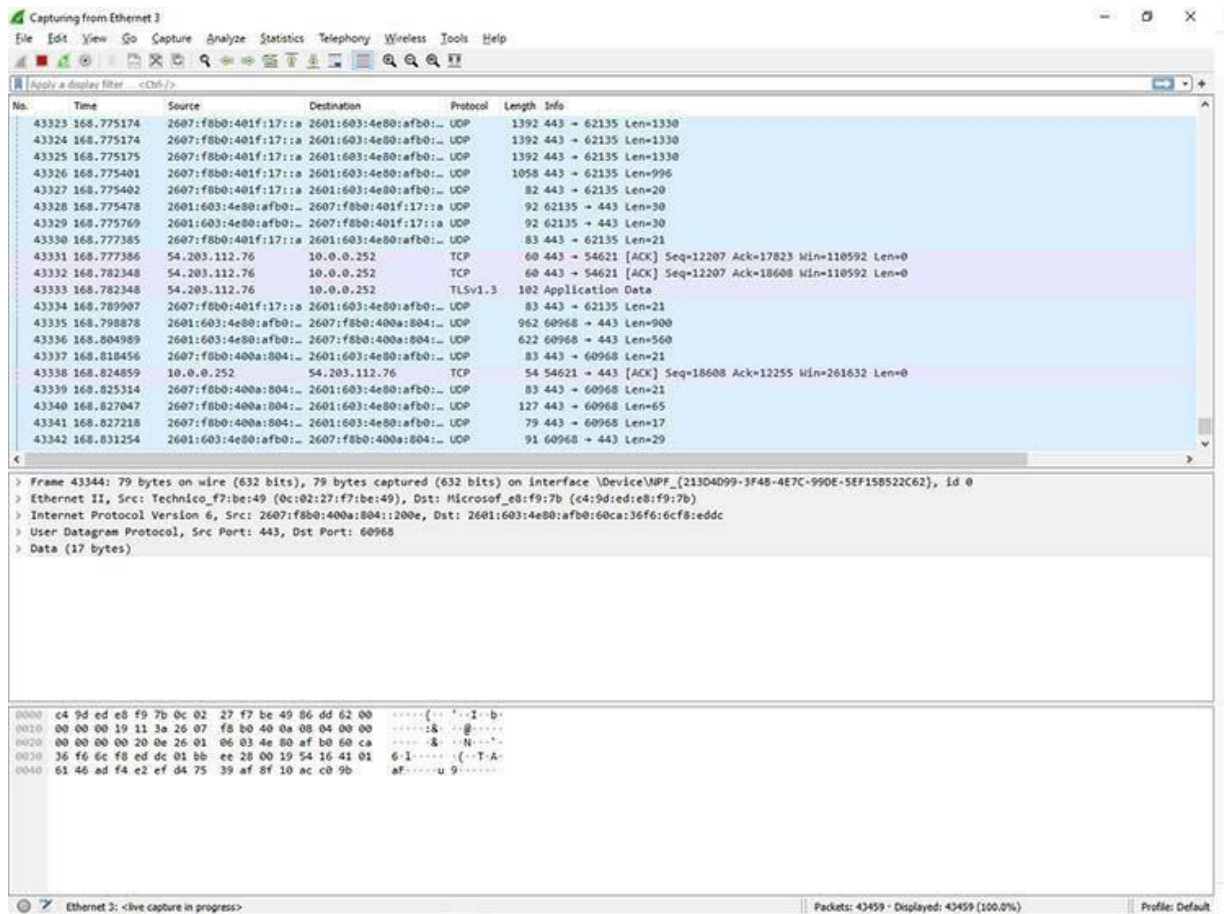 Capturing from Ethernet 3
File Edit View Go Capture Analyze Statistics Telephony Wireless Tools Help
Apply a display filter ... <Ctrl-/>
No. Time Source Destination Protocol Length Info
43323 168.775174 2607:f8b0:401f:17::a 2601:603:4e80:afb0:… UDP 1392 443 → 62135 Len=1330
43324 168.775174 2607:f8b0:401f:17::a 2601:603:4e80:afb0:… UDP 1392 443 → 62135 Len=1330
43325 168.775175 2607:f8b0:401f:17::a 2601:603:4e80:afb0:… UDP 1392 443 → 62135 Len=1330
43326 168.775401 2607:f8b0:401f:17::a 2601:603:4e80:afb0:… UDP 1058 443 → 62135 Len=996
43327 168.775402 2607:f8b0:401f:17::a 2601:603:4e80:afb0:… UDP 82 443 → 62135 Len=20
43328 168.775478 2601:603:4e80:afb0:… 2607:f8b0:401f:17::a UDP 92 62135 → 443 Len=30
43329 168.775769 2601:603:4e80:afb0:… 2607:f8b0:401f:17::a UDP 92 62135 → 443 Len=30
43330 168.777385 2607:f8b0:401f:17::a 2601:603:4e80:afb0:… UDP 83 443 → 62135 Len=21
43331 168.777386 54.203.112.76 10.0.0.252 TCP 60 443 → 54621 [ACK] Seq=12207 Ack=17823 Win=110592 Len=0
43332 168.782348 54.203.112.76 10.0.0.252 TCP 60 443 → 54621 [ACK] Seq=12207 Ack=18608 Win=110592 Len=0
43333 168.782348 54.203.112.76 10.0.0.252 TLSv1.3 102 Application Data
43334 168.789907 2607:f8b0:401f:17::a 2601:603:4e80:afb0:… UDP 83 443 → 62135 Len=21
43335 168.798878 2601:603:4e80:afb0:… 2607:f8b0:400a:804:… UDP 962 60968 → 443 Len=900
43336 168.804989 2601:603:4e80:afb0:… 2607:f8b0:400a:804:… UDP 622 60968 → 443 Len=560
43337 168.818456 2607:f8b0:400a:804:… 2601:603:4e80:afb0:… UDP 83 443 → 60968 Len=21
43338 168.824859 10.0.0.252 54.203.112.76 TCP 54 54621 → 443 [ACK] Seq=18608 Ack=12255 Win=261632 Len=0
43339 168.825314 2607:f8b0:400a:804:… 2601:603:4e80:afb0:… UDP 83 443 → 60968 Len=21
43340 168.827047 2607:f8b0:400a:804:… 2601:603:4e80:afb0:… UDP 127 443 → 60968 Len=65
43341 168.827218 2607:f8b0:400a:804:… 2601:603:4e80:afb0:… UDP 79 443 → 60968 Len=17
43342 168.831254 2601:603:4e80:afb0:… 2607:f8b0:400a:804:… UDP 91 60968 → 443 Len=29
> Frame 43344: 79 bytes on wire (632 bits), 79 bytes captured (632 bits) on interface \Device\NPF_{213D4D99-3F4B-4E7C-99DE-5EF15B522C62}, id 0
> Ethernet II, Src: Technico_f7:be:49 (0c:02:27:f7:be:49), Dst: Microsof_e8:f9:7b (c4:9d:ed:e8:f9:7b)
> Internet Protocol Version 6, Src: 2607:f8b0:400a:804::200e, Dst: 2601:603:4e80:afb0:60ca:36f6:6cf8:eddc
> User Datagram Protocol, Src Port: 443, Dst Port: 60968
> Data (17 bytes)
0000 c4 9d ed e8 f9 7b 0c 02 27 f7 be 49 86 dd 62 00 ·····{·· '··I··b·
0010 00 00 00 19 11 3a 26 07 f8 b0 40 0a 08 04 00 00 ·····:&· ··@·····
0020 00 00 00 00 20 0e 26 01 06 03 4e 80 af b0 60 ca ···· ·&· ··N···`·
0030 36 f6 6c f8 ed dc 01 bb ee 28 00 19 54 16 41 01 6·l····· ·(··T·A·
0040 61 46 ad f4 e2 ef d4 75 39 af 8f 10 ac c0 9b aF·····u 9······
Ethernet 3: <live capture in progress> Packets: 43459 · Displayed: 43459 (100.0%) Profile: Default